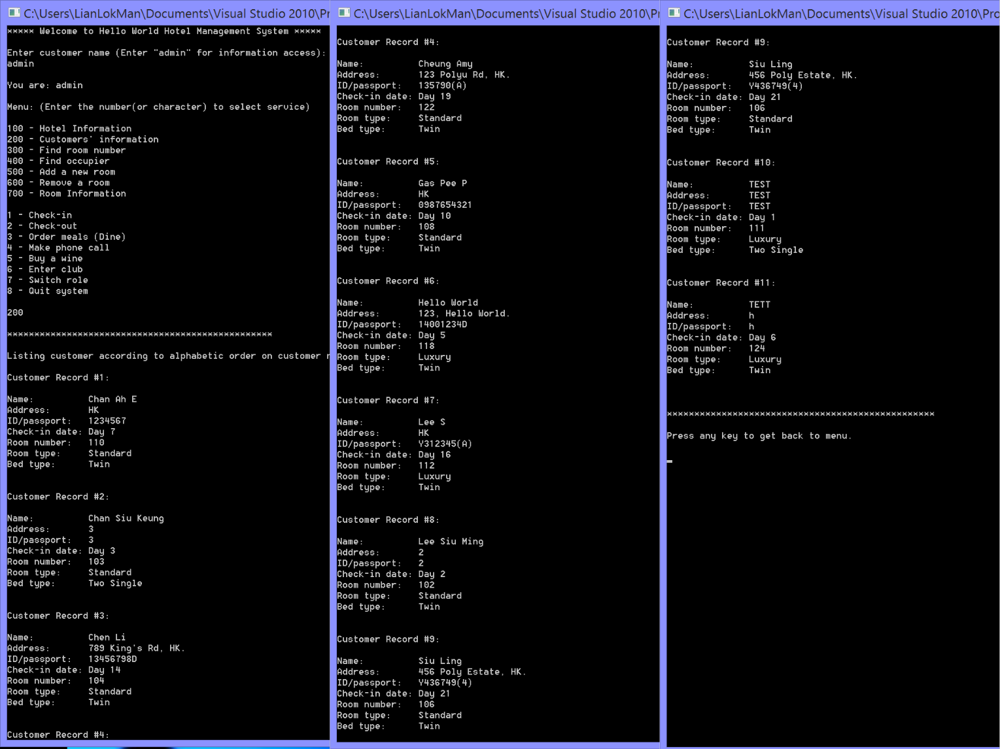 C:\Users\LianLokMan\Documents\Visual Studio 2010\Pr
***** Welcome to Hello World Hotel Management System *****
Enter customer name (Enter "admin" for information access):
admin
You are: admin
Menu: (Enter the number(or character) to select service)
100 - Hotel Information
200 - Customers' information
300 - Find room number
400 - Find occupier
500 - Add a new room
600 - Remove a room
700 - Room Information
1 - Check-in
2 - Check-out
3 - Order meals (Dine)
4 - Make phone call
5 - Buy a wine
6 - Enter club
7 - Switch role
8 - Quit system
200
*************************************************
Listing customer according to alphabetic order on customer n
Customer Record #1:
Name: Chan Ah E
Address: HK
ID/passport: 1234567
Check-in date: Day 7
Room number: 110
Room type: Standard
Bed type: Twin
Customer Record #2:
Name: Chan Siu Keung
Address: 3
ID/passport: 3
Check-in date: Day 3
Room number: 103
Room type: Standard
Bed type: Two Single
Customer Record #3:
Name: Chen Li
Address: 789 King's Rd, HK.
ID/passport: 13456798D
Check-in date: Day 14
Room number: 104
Room type: Standard
Bed type: Twin
Customer Record #4:
C:\Users\LianLokMan\Documents\Visual Studio 2010\P
Customer Record #4:
Name: Cheung Amy
Address: 123 Polyu Rd, HK.
ID/passport: 135790(A)
Check-in date: Day 19
Room number: 122
Room type: Standard
Bed type: Twin
Customer Record #5:
Name: Gas Pee P
Address: HK
ID/passport: 0987654321
Check-in date: Day 10
Room number: 108
Room type: Standard
Bed type: Twin
Customer Record #6:
Name: Hello World
Address: 123, Hello World.
ID/passport: 14001234D
Check-in date: Day 5
Room number: 118
Room type: Luxury
Bed type: Twin
Customer Record #7:
Name: Lee S
Address: HK
ID/passport: Y312345(A)
Check-in date: Day 16
Room number: 112
Room type: Luxury
Bed type: Twin
Customer Record #8:
Name: Lee Siu Ming
Address: 2
ID/passport: 2
Check-in date: Day 2
Room number: 102
Room type: Standard
Bed type: Twin
Customer Record #9:
Name: Siu Ling
Address: 456 Poly Estate, HK.
ID/passport: Y436749(4)
Check-in date: Day 21
Room number: 106
Room type: Standard
Bed type: Twin
C:\Users\LianLokMan\Documents\Visual Studio 2010\Pro
Customer Record #9:
Name: Siu Ling
Address: 456 Poly Estate, HK.
ID/passport: Y436749(4)
Check-in date: Day 21
Room number: 106
Room type: Standard
Bed type: Twin
Customer Record #10:
Name: TEST
Address: TEST
ID/passport: TEST
Check-in date: Day 1
Room number: 111
Room type: Luxury
Bed type: Two Single
Customer Record #11:
Name: TETT
Address: h
ID/passport: h
Check-in date: Day 6
Room number: 124
Room type: Luxury
Bed type: Twin
*************************************************
Press any key to get back to menu.